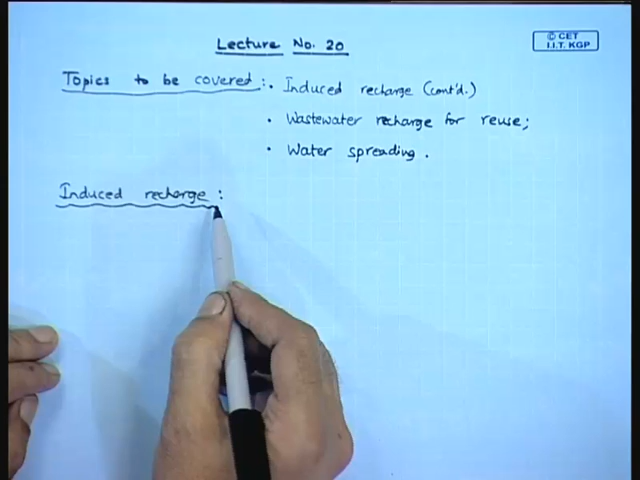 Lecture No. 20
© CET
I.I.T. KGP
Topics to be covered : • Induced recharge (cont'd.)
• Wastewater recharge for reuse;
• Water spreading.
Induced recharge :